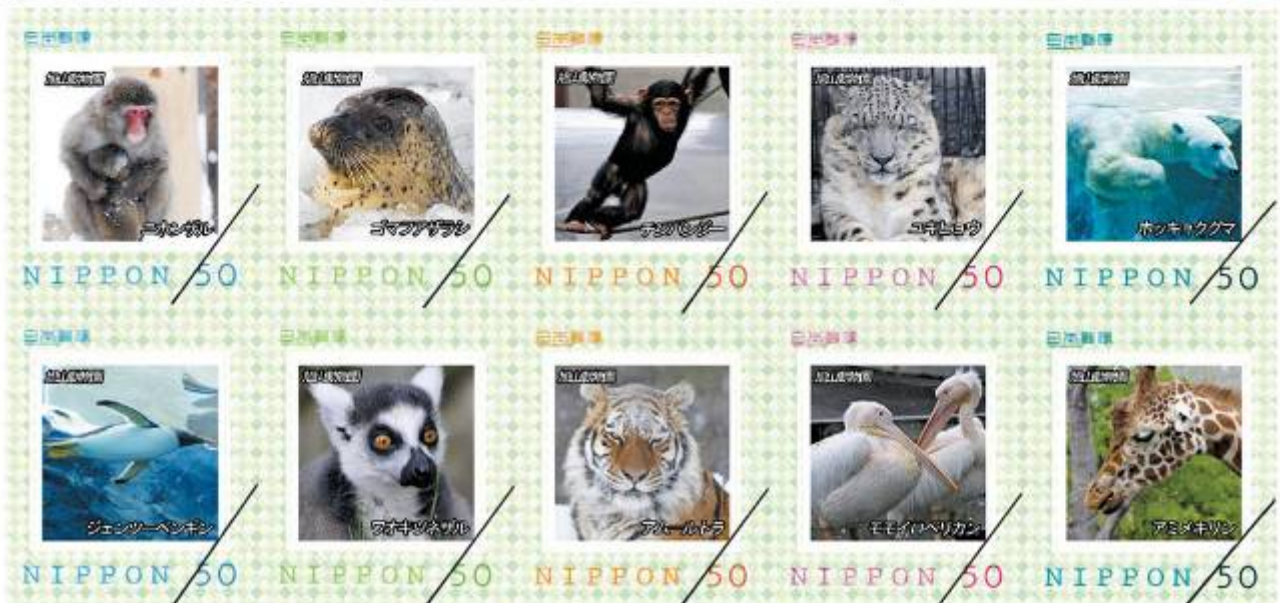 日本郵便 日本郵便 日本郵便 日本郵便 日本郵便
旭山動物園 旭山動物園 旭山動物園 旭山動物園 旭山動物園
ニホンザル ゴマフアザラシ チンパンジー ユキヒョウ ホッキョクグマ
NIPPON 50 NIPPON 50 NIPPON 50 NIPPON 50 NIPPON 50
日本郵便 日本郵便 日本郵便 日本郵便 日本郵便
旭山動物園 旭山動物園 旭山動物園 旭山動物園 旭山動物園
ジェンツーペンギン ワオキツネザル アムールトラ モモイロペリカン アミメキリン
NIPPON 50 NIPPON 50 NIPPON 50 NIPPON 50 NIPPON 50